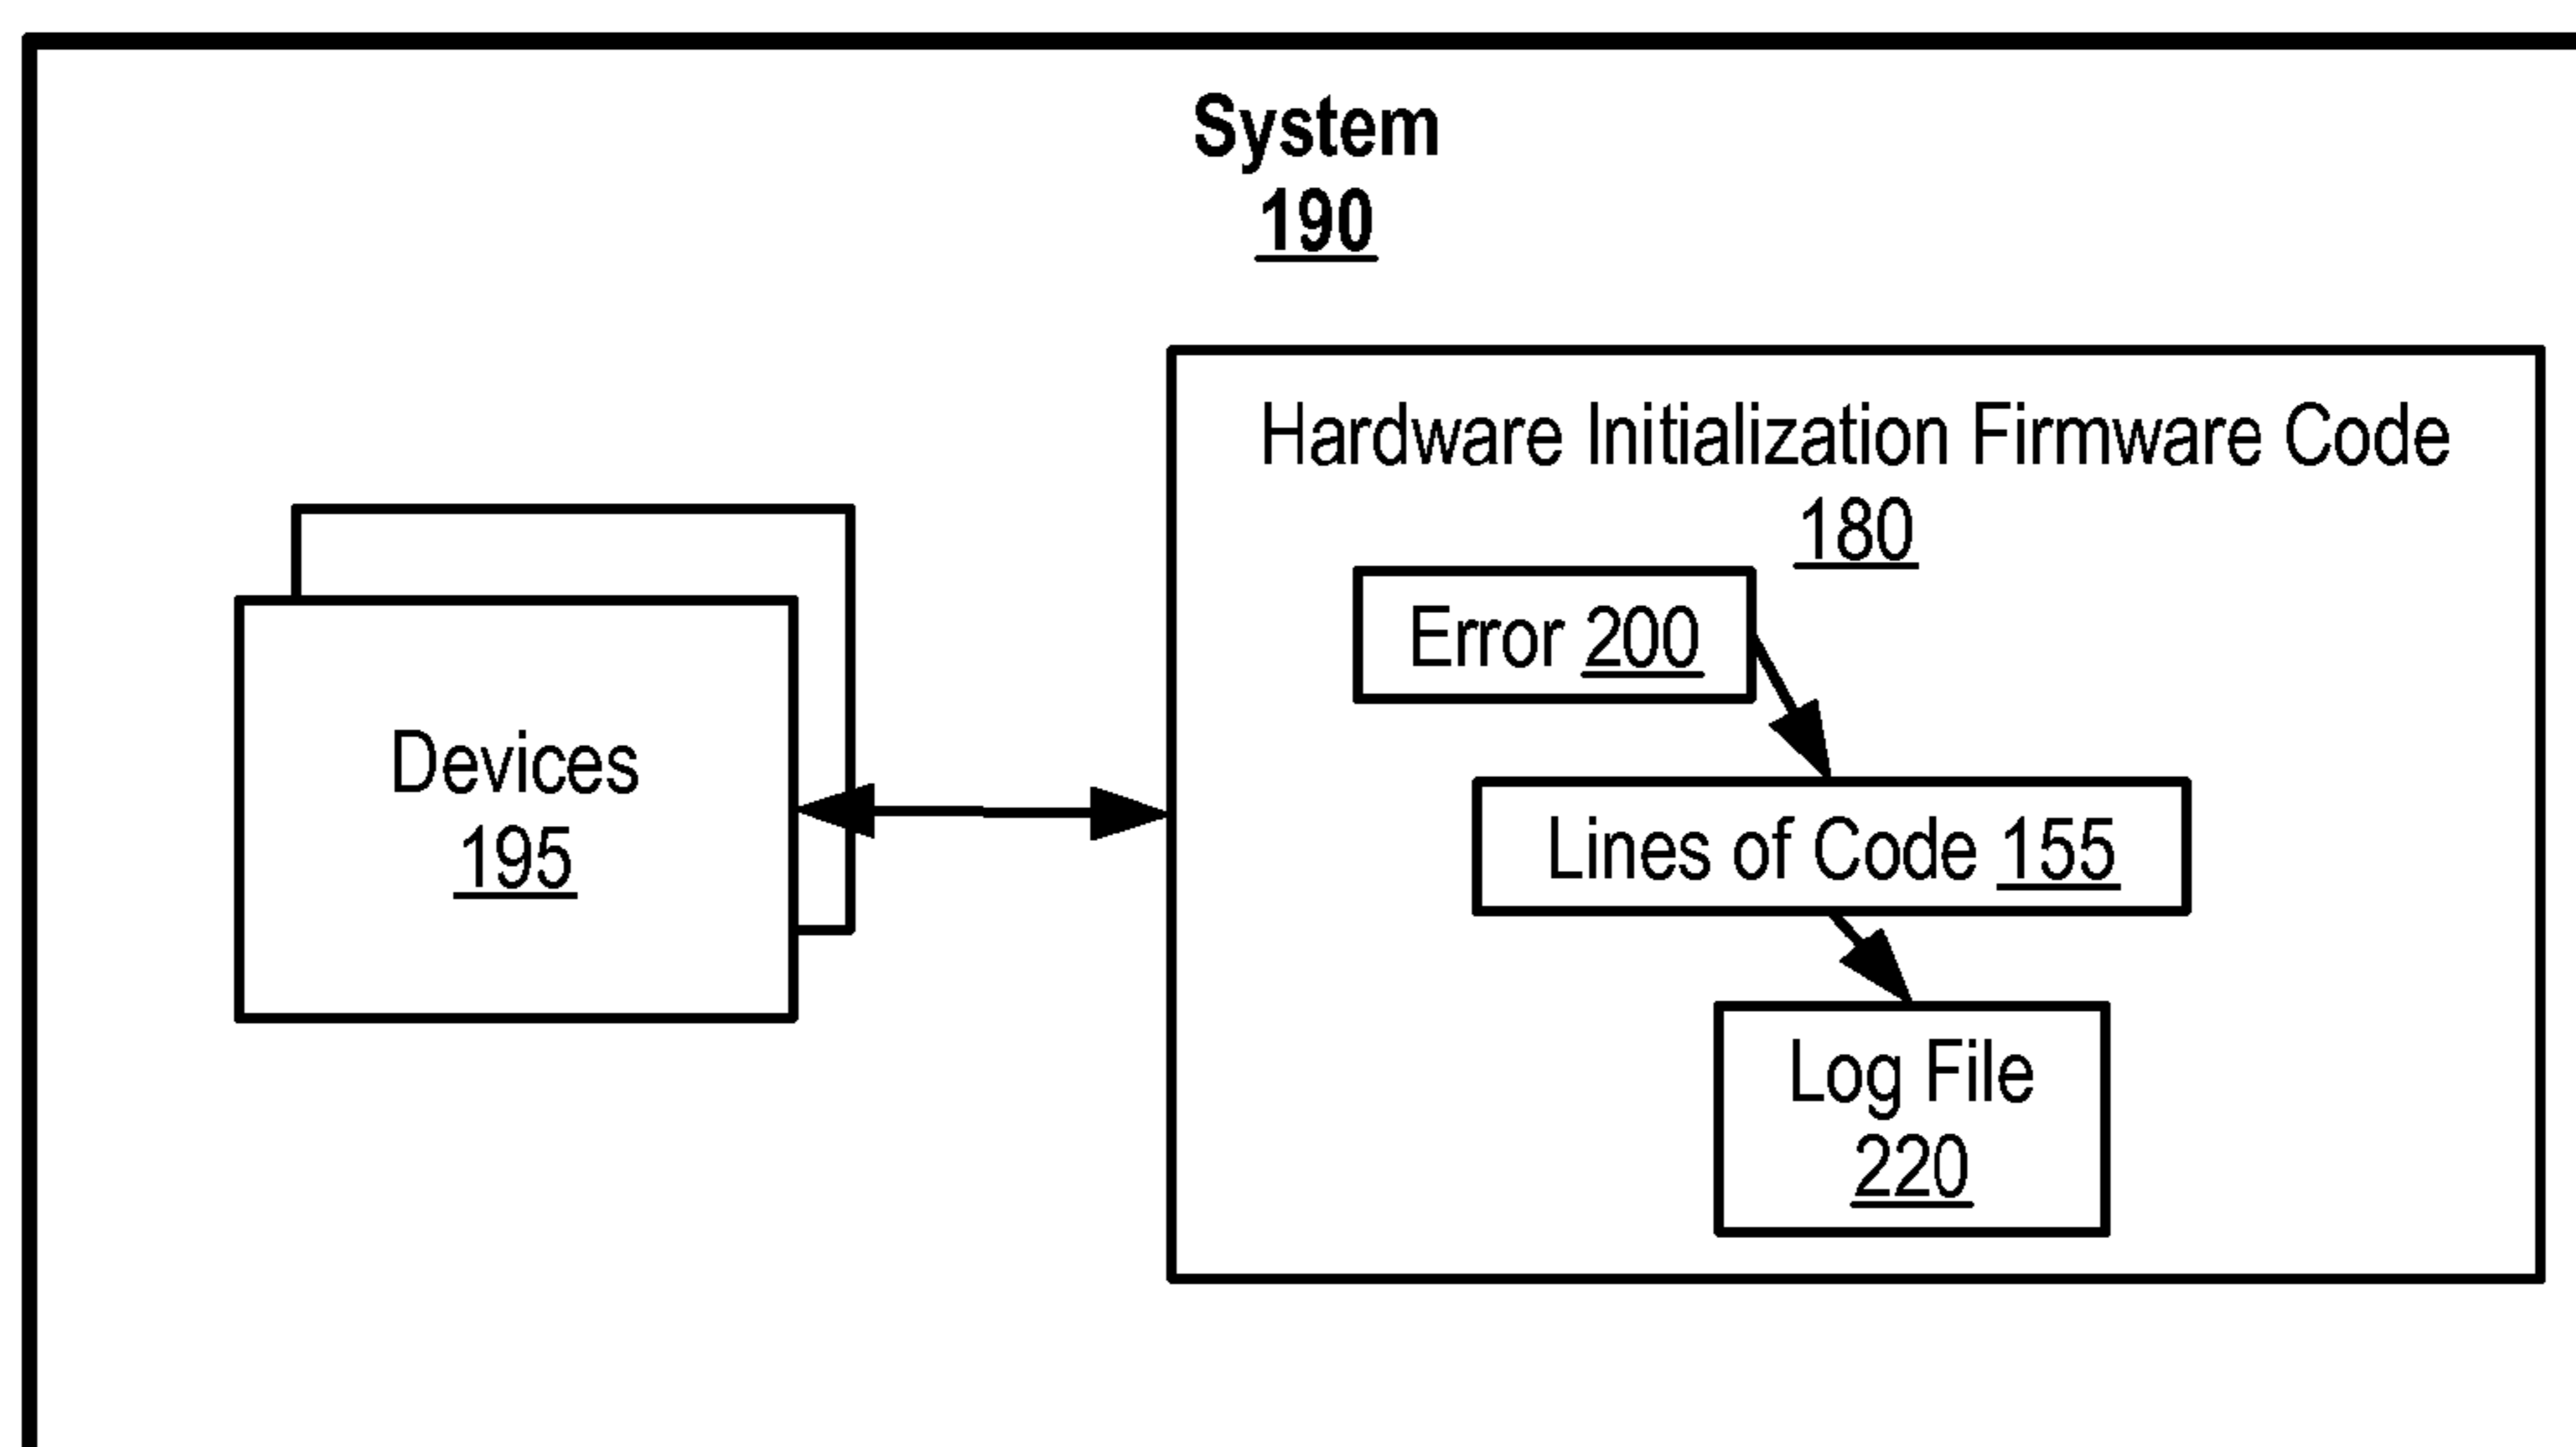 System
190
Hardware Initialization Firmware Code
180
Error 200
Devices
195
Lines of Code 155
Log File
220